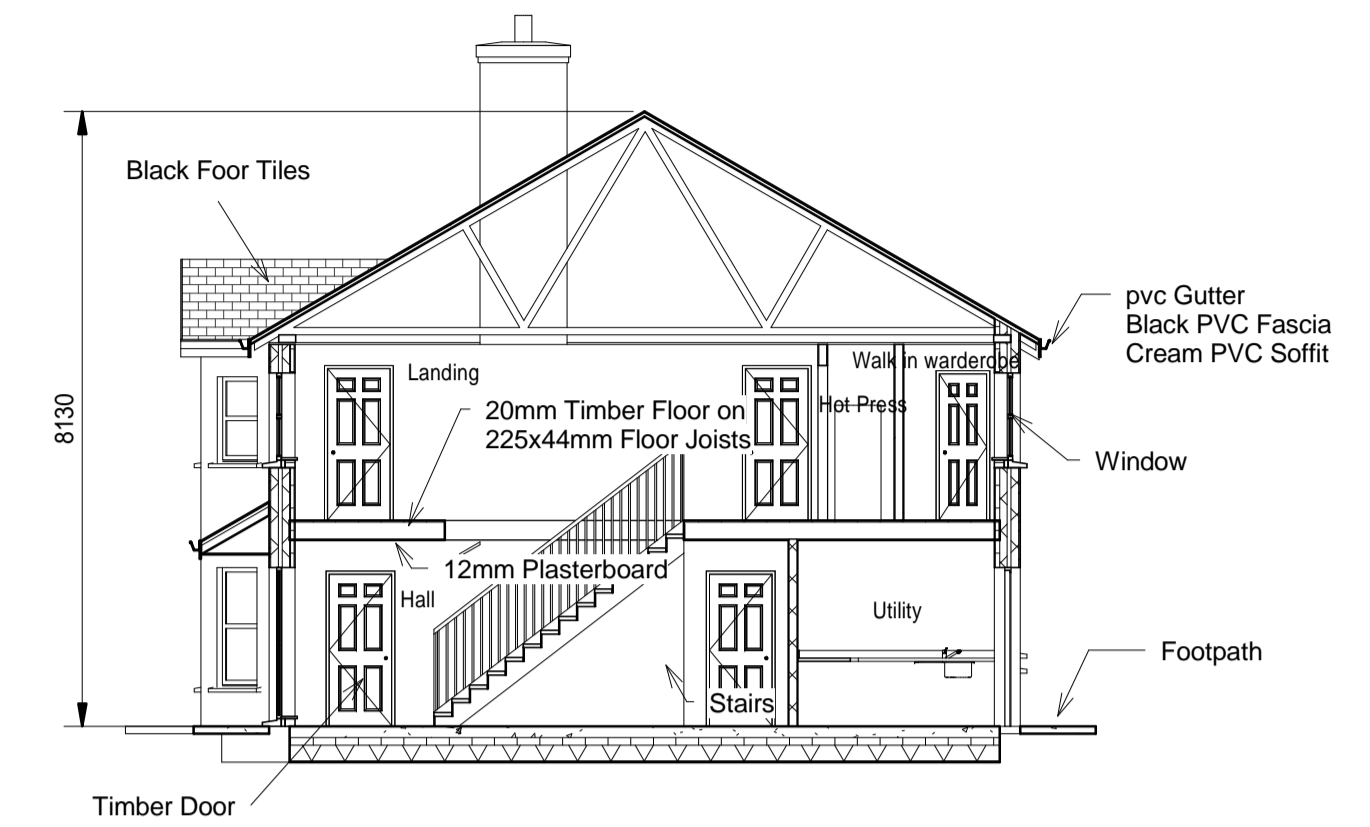 Black Foor Tiles
8130
pvc Gutter
Black PVC Fascia
Cream PVC Soffit
Landing
Walk in warderobe
Hot Press
20mm Timber Floor on
225x44mm Floor Joists
Window
12mm Plasterboard
Hall
Utility
Footpath
Stairs
Timber Door